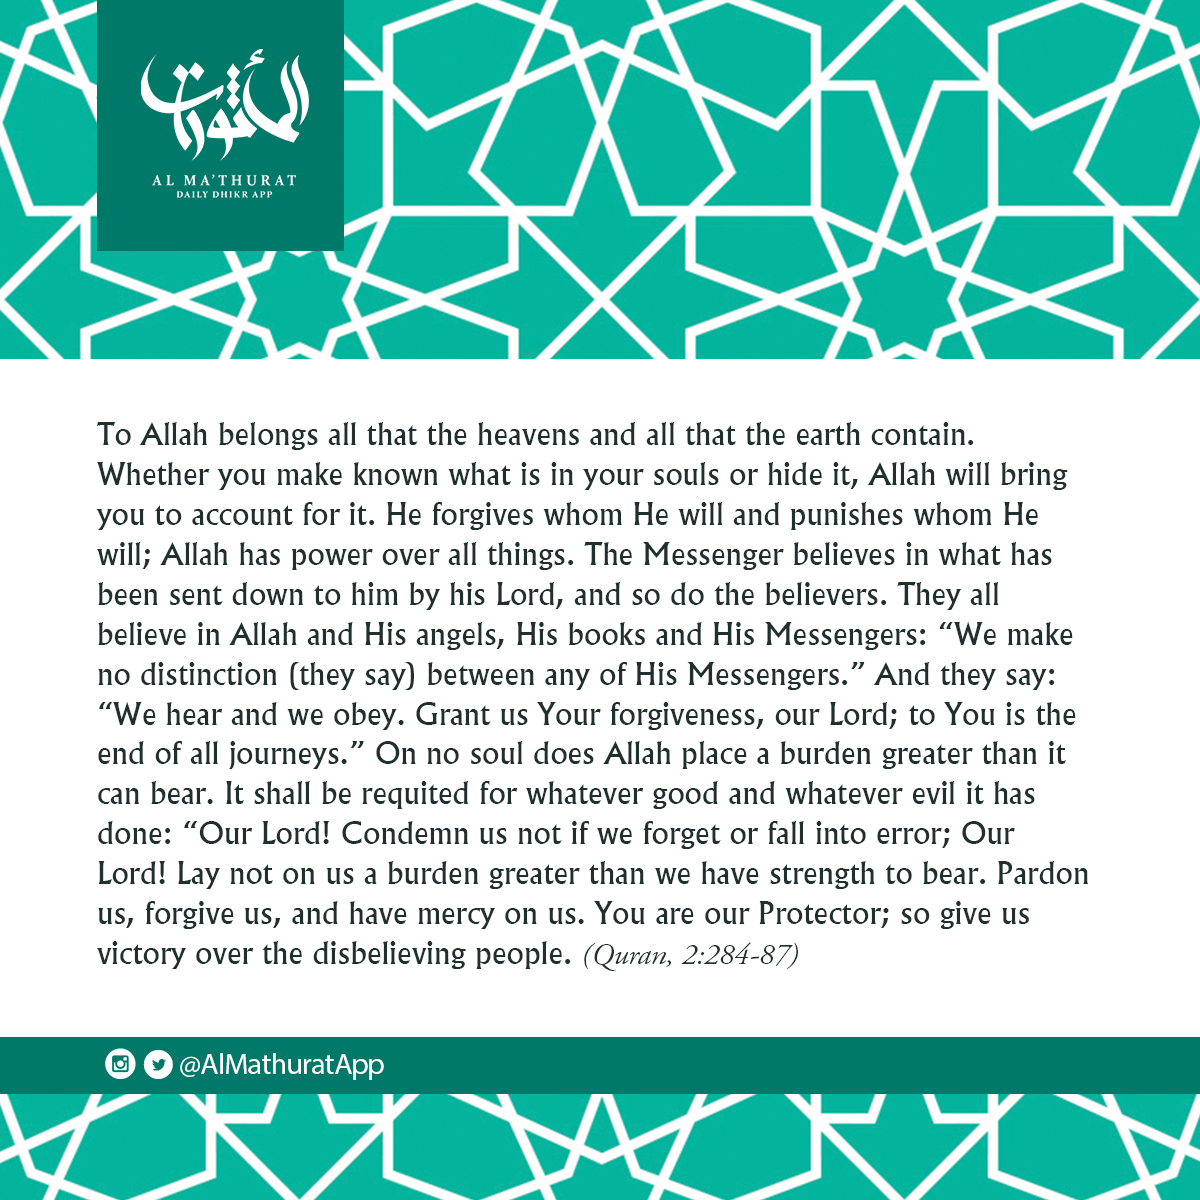 المأثورات
AL MA'THURAT
DAILY DHIKR APP
To Allah belongs all that the heavens and all that the earth contain.
Whether you make known what is in your souls or hide it, Allah will bring
you to account for it. He forgives whom He will and punishes whom He
will; Allah has power over all things. The Messenger believes in what has
been sent down to him by his Lord, and so do the believers. They all
believe in Allah and His angels, His books and His Messengers: “We make
no distinction (they say) between any of His Messengers.” And they say:
“We hear and we obey. Grant us Your forgiveness, our Lord; to You is the
end of all journeys.” On no soul does Allah place a burden greater than it
can bear. It shall be requited for whatever good and whatever evil it has
done: “Our Lord! Condemn us not if we forget or fall into error; Our
Lord! Lay not on us a burden greater than we have strength to bear. Pardon
us, forgive us, and have mercy on us. You are our Protector; so give us
victory over the disbelieving people. (Quran, 2:284-87)
@AlMathuratApp